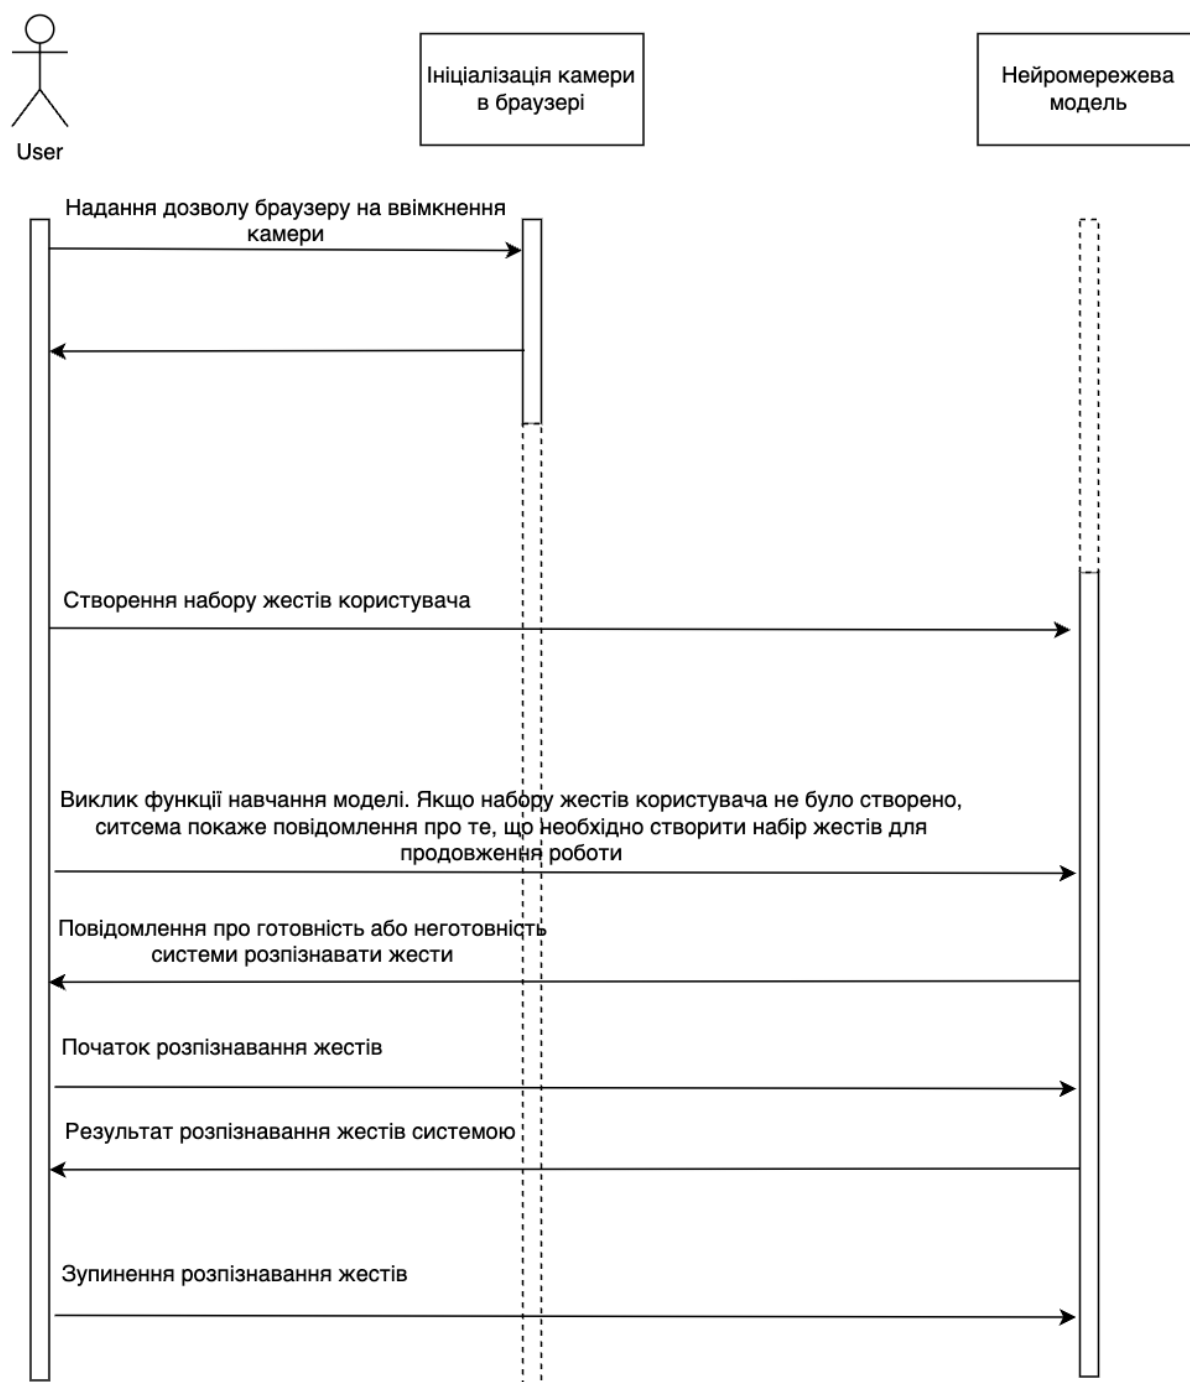 Ініціалізація камери
в браузері
Нейромережева
модель
User
Надання дозволу браузеру на ввімкнення
камери
Створення набору жестів користувача
Виклик функції навчання моделі. Якщо набору жестів користувача не було створено,
ситсема покаже повідомлення про те, що необхідно створити набір жестів для
продовження роботи
Повідомлення про готовність або неготовність
системи розпізнавати жести
Початок розпізнавання жестів
Результат розпізнавання жестів системою
Зупинення розпізнавання жестів